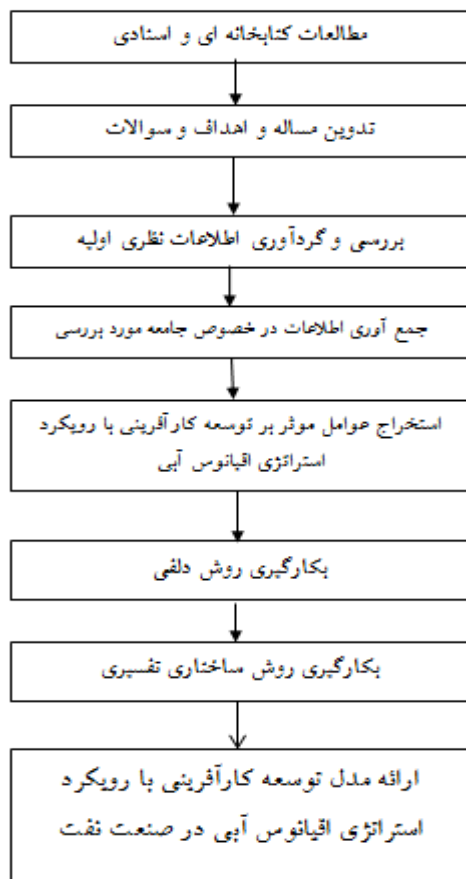 مطالعات کتابخانه ای و اسنادی
تدوین مساله و اهداف و سوالات
بررسی و گردآوری اطلاعات نظری اولیه
جمع آوری اطلاعات در خصوص جامعه مورد بررسی
استخراج عوامل موثر بر توسعه کارآفرینی با رویکرد
استراتژی اقیانوس آبی
بکارگیری روش دلفی
بکارگیری روش ساختاری تفسیری
ارائه مدل توسعه کارآفرینی با رویکرد
استراتژی اقیانوس آبی در صنعت نفت